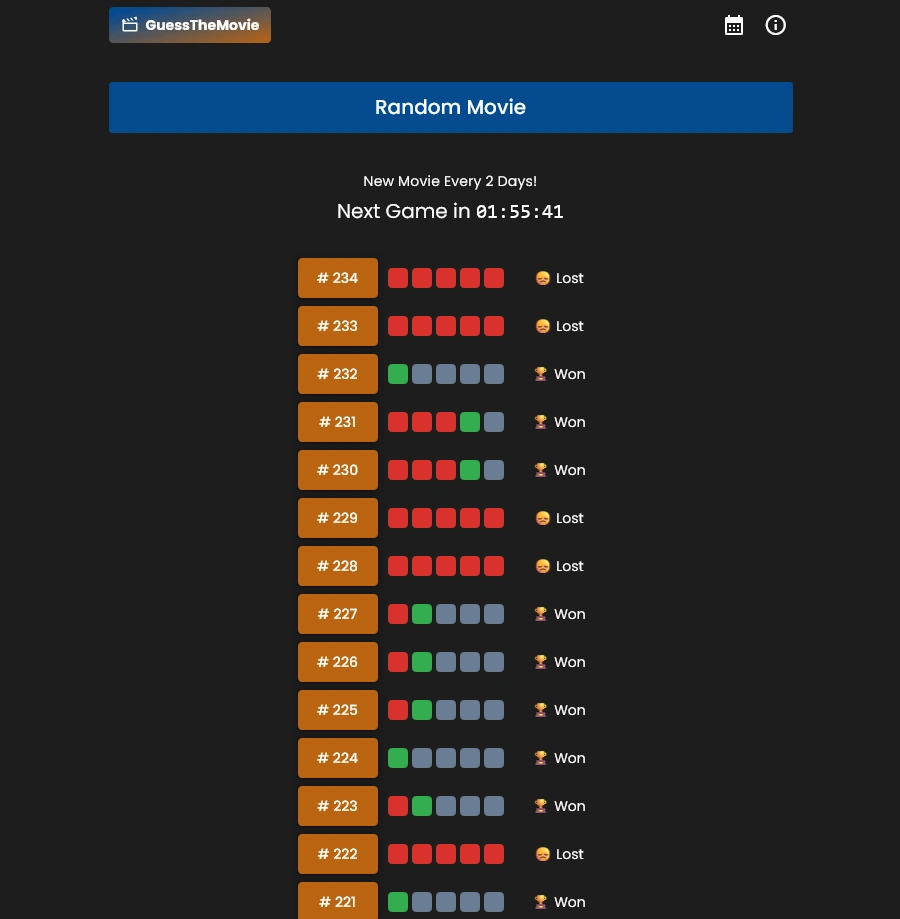 GuessTheMovie
Random Movie
New Movie Every 2 Days!
Next Game in 01:55:41
# 234 Lost
# 233 Lost
# 232 Won
# 231 Won
# 230 Won
# 229 Lost
# 228 Lost
# 227 Won
# 226 Won
# 225 Won
# 224 Won
# 223 Won
# 222 Lost
# 221 Won